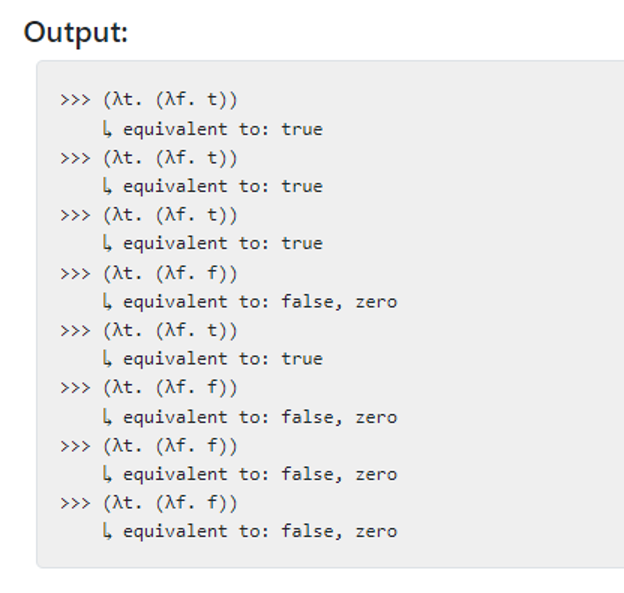 Output:
>>> (λt. (λf. t))
↳ equivalent to: true
>>> (λt. (λf. t))
↳ equivalent to: true
>>> (λt. (λf. t))
↳ equivalent to: true
>>> (λt. (λf. f))
↳ equivalent to: false, zero
>>> (λt. (λf. t))
↳ equivalent to: true
>>> (λt. (λf. f))
↳ equivalent to: false, zero
>>> (λt. (λf. f))
↳ equivalent to: false, zero
>>> (λt. (λf. f))
↳ equivalent to: false, zero